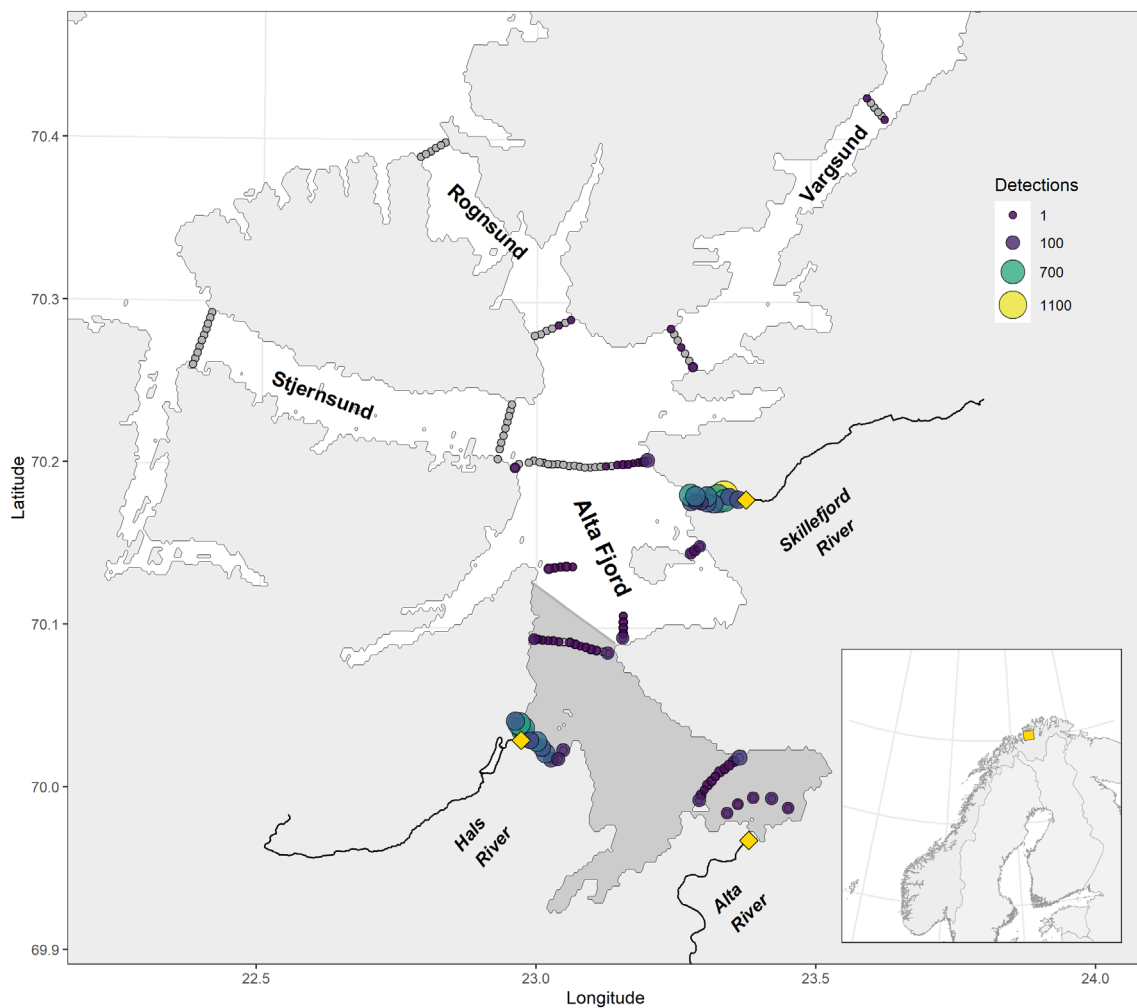 70.4
70.3
70.2
70.1
70.0
69.9
Latitude
Vargsund
Rognsund
Detections
1
100
700
1100
Stjernsund
Alta Fjord
Skillefjord
River
Hals
River
Alta
River
22.5
23.0
23.5
24.0
Longitude